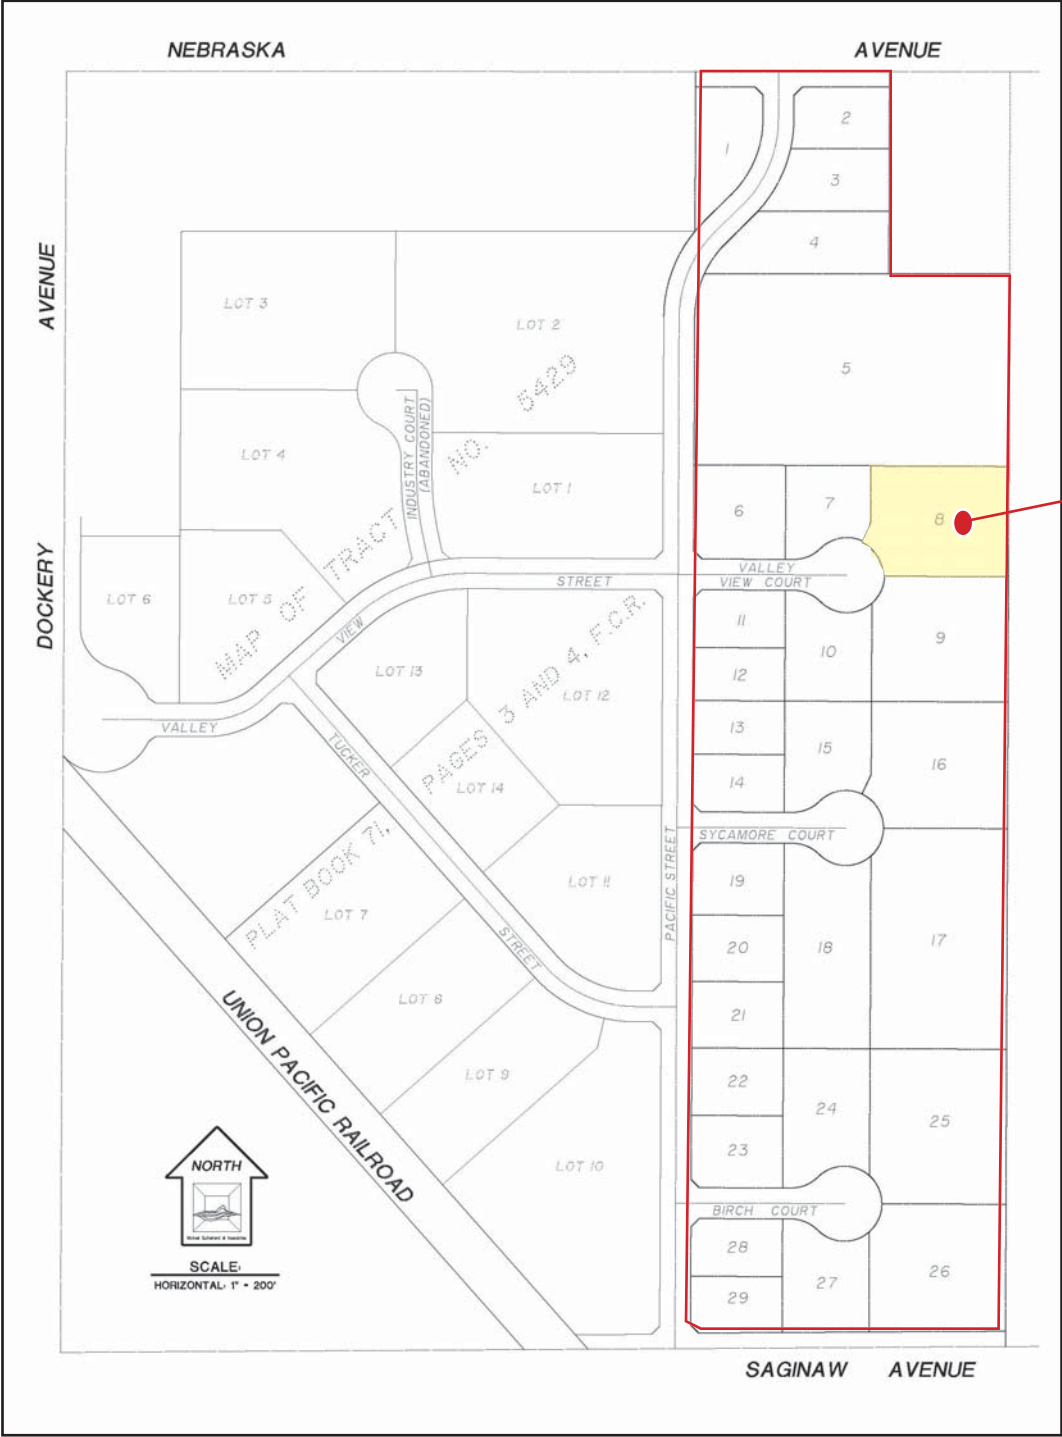 NEBRASKA AVENUE
AVENUE
DOCKERY
1
2
3
4
LOT 3
LOT 2
5
5429
NO.
INDUSTRY COURT
(ABANDONED)
LOT 4
LOT 1
6
7
8
MAP OF TRACT
VALLEY
VIEW COURT
STREET
VIEW
VALLEY
LOT 6
LOT 5
LOT 13
LOT 12
PAGES 3 AND 4, F.C.R.
11
10
9
12
13
15
16
14
TUCKER
STREET
LOT 14
SYCAMORE COURT
PACIFIC STREET
PLAT BOOK 71,
LOT 7
LOT 11
19
20
18
17
21
LOT 8
LOT 9
LOT 10
22
24
25
23
BIRCH COURT
28
27
26
29
UNION PACIFIC RAILROAD
NORTH
SCALE:
HORIZONTAL: 1" = 200'
SAGINAW AVENUE